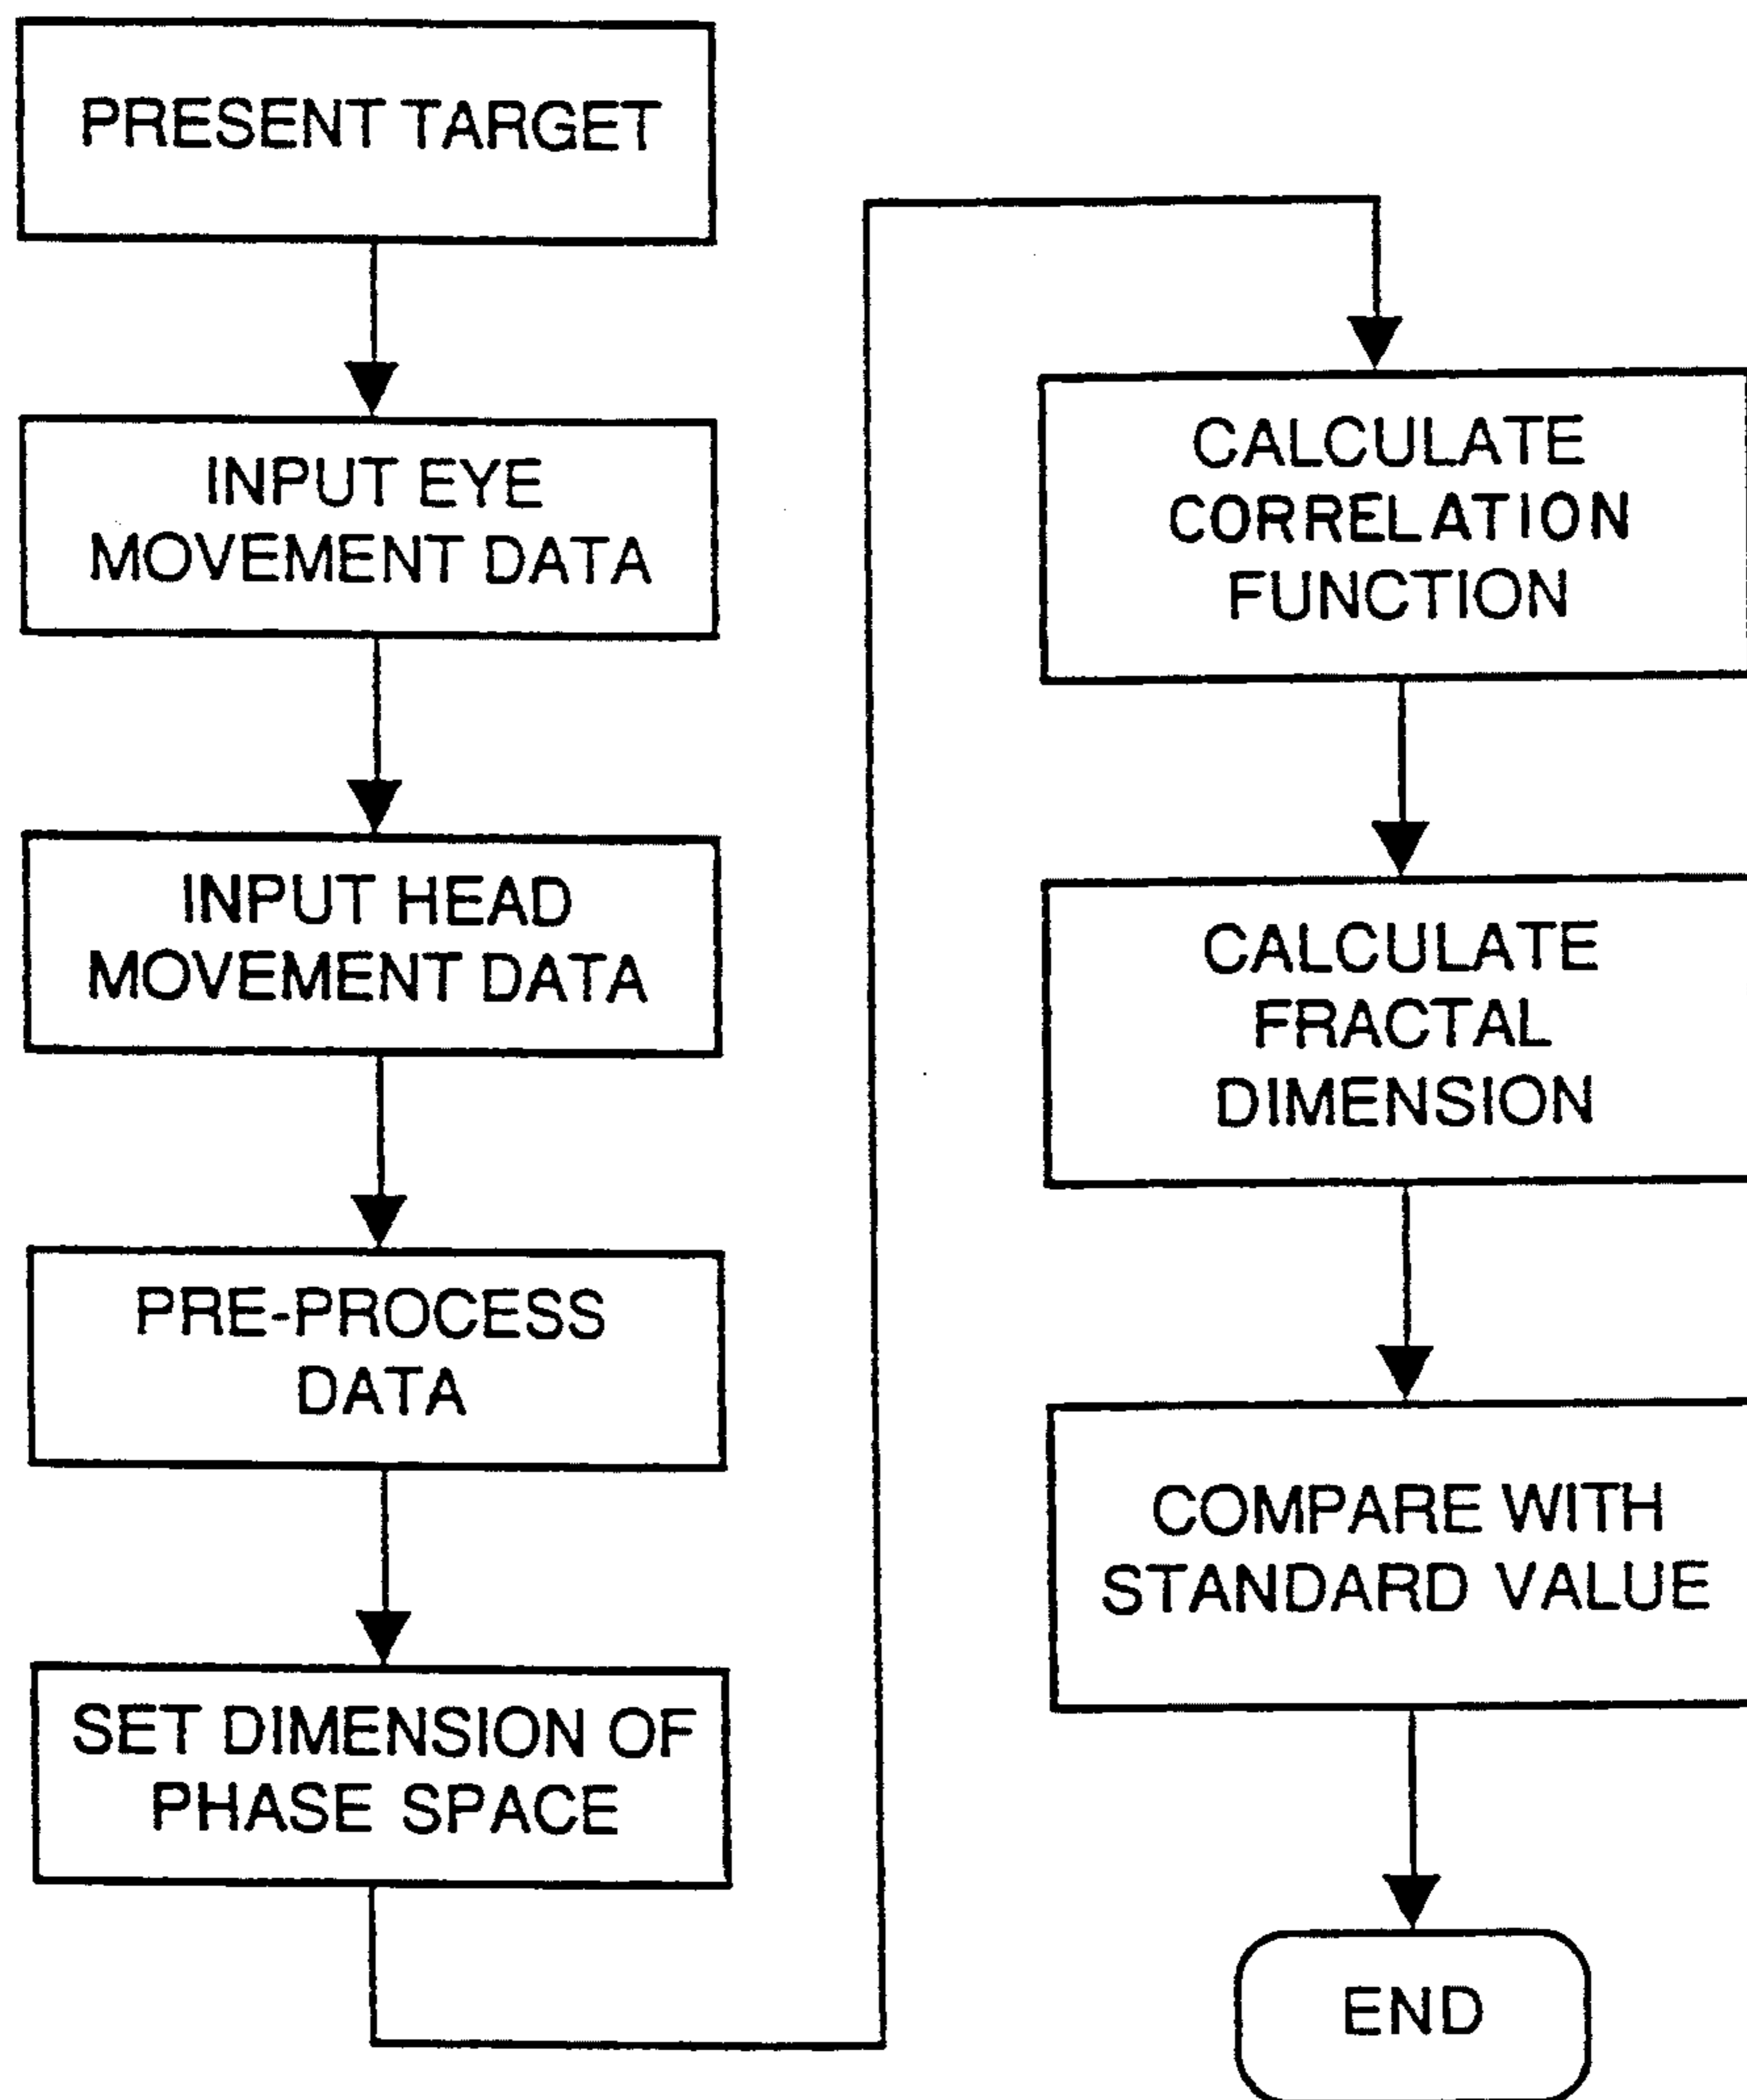 PRESENT TARGET
INPUT EYE
MOVEMENT DATA
INPUT HEAD
MOVEMENT DATA
PRE-PROCESS
DATA
SET DIMENSION OF
PHASE SPACE
CALCULATE
CORRELATION
FUNCTION
CALCULATE
FRACTAL
DIMENSION
COMPARE WITH
STANDARD VALUE
END